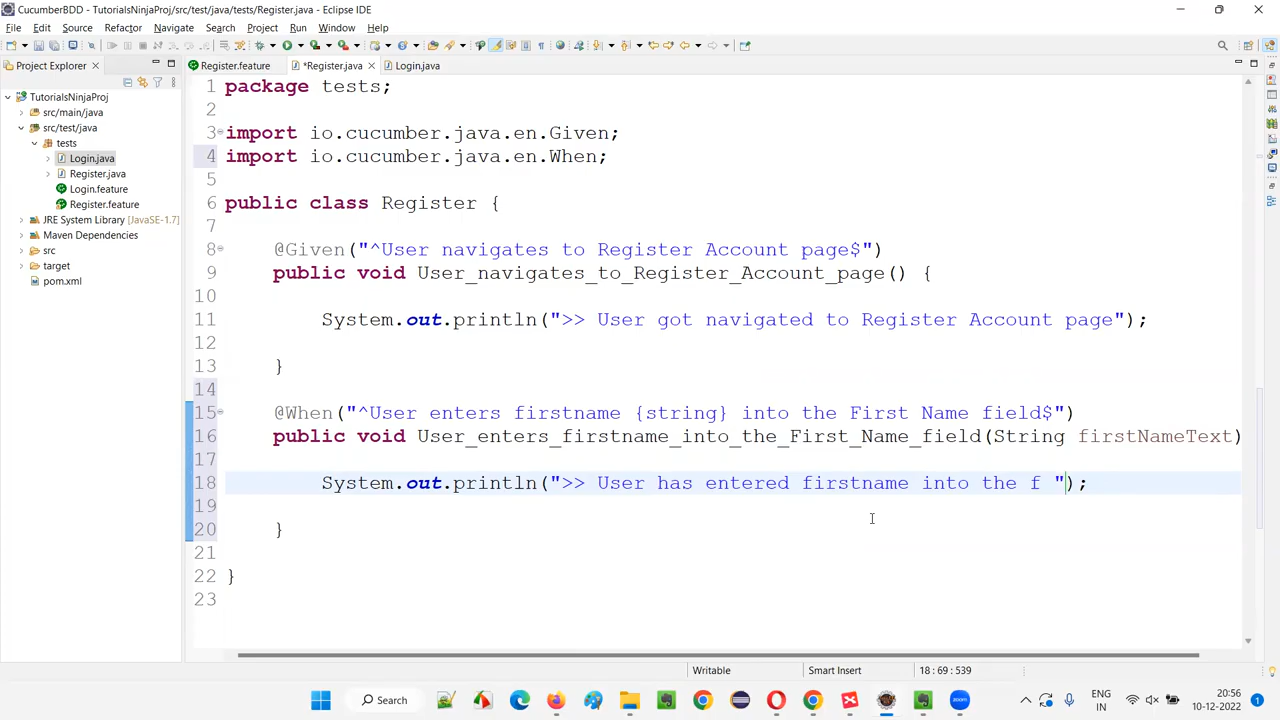 CucumberBDD - TutorialsNinjaProj/src/test/java/tests/Register.java - Eclipse IDE
File Edit Source Refactor Navigate Search Project Run Window Help
Project Explorer
Register.feature *Register.java Login.java
TutorialsNinjaProj
src/main/java
src/test/java
tests
Login.java
Register.java
Login.feature
Register.feature
JRE System Library [JavaSE-1.7]
Maven Dependencies
src
target
pom.xml
1 package tests;
2
3 import io.cucumber.java.en.Given;
4 import io.cucumber.java.en.When;
5
6 public class Register {
7
8 @Given("^User navigates to Register Account page$")
9 public void User_navigates_to_Register_Account_page() {
10
11 System.out.println(">> User got navigated to Register Account page");
12
13 }
14
15 @When("^User enters firstname {string} into the First Name field$")
16 public void User_enters_firstname_into_the_First_Name_field(String firstNameText)
17
18 System.out.println(">> User has entered firstname into the f ");
19
20 }
21
22 }
23
Writable Smart Insert 18 : 69 : 539
Search
ENG
IN
20:56
10-12-2022
1